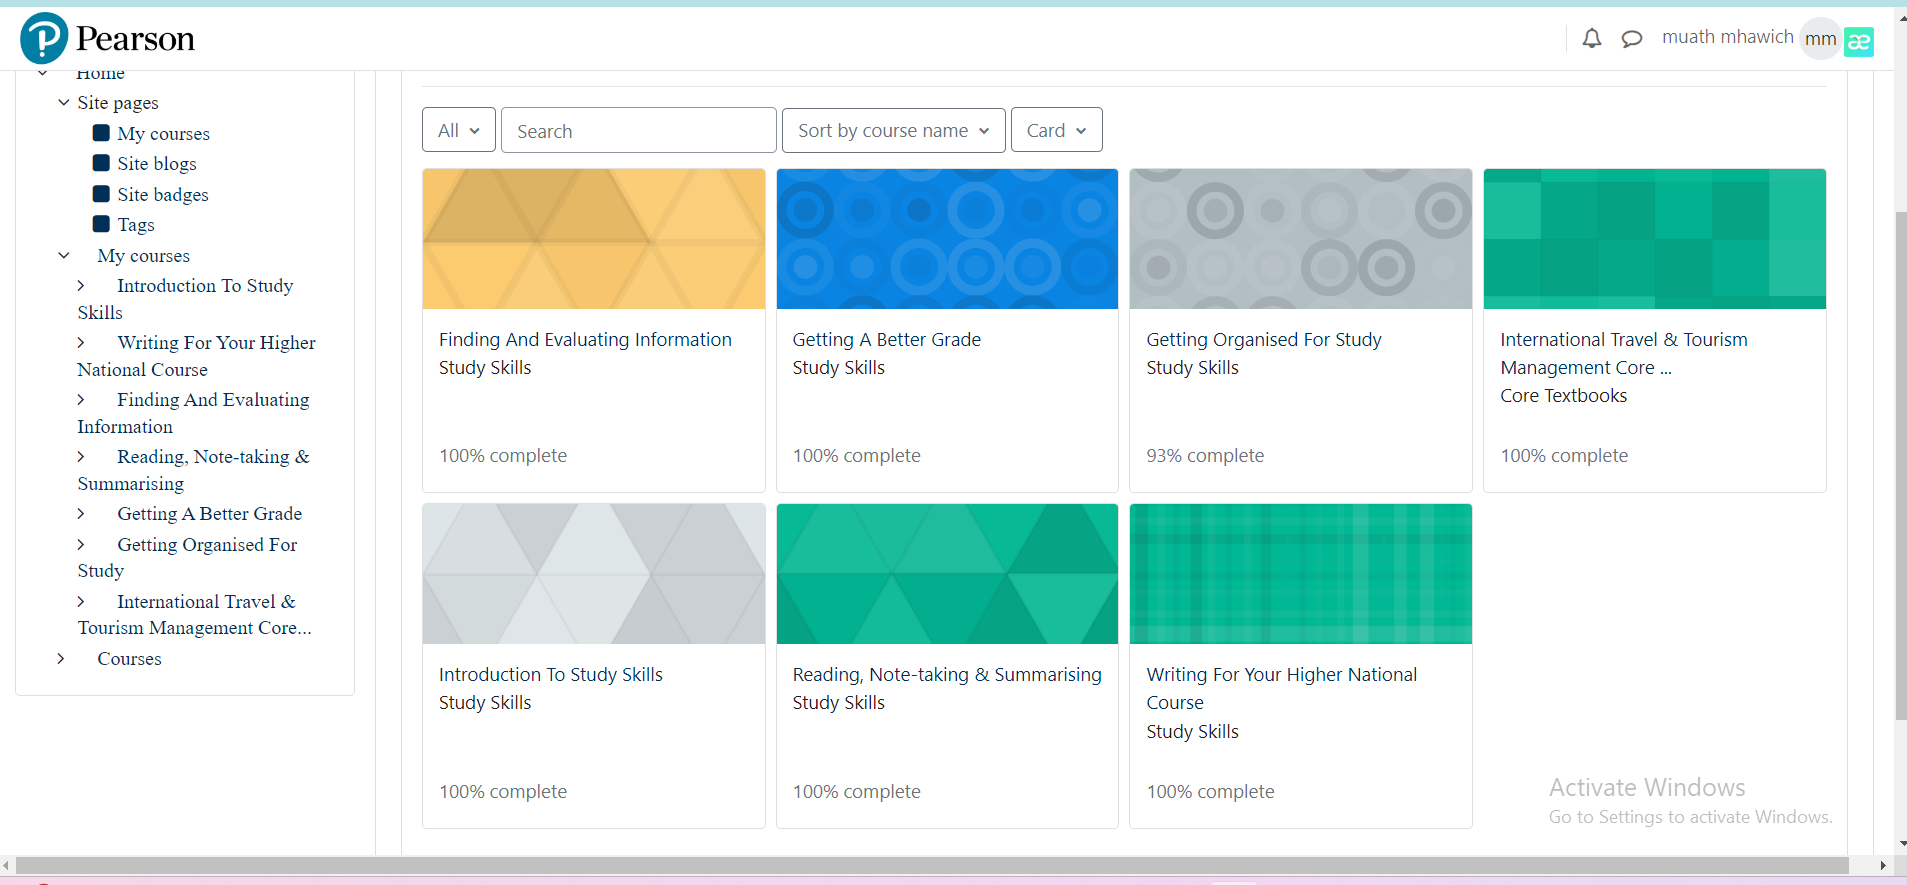 Pearson
muath mhawich
mm
æ
Home
Site pages
My courses
Site blogs
Site badges
Tags
My courses
Introduction To Study
Skills
Writing For Your Higher
National Course
Finding And Evaluating
Information
Reading, Note-taking &
Summarising
Getting A Better Grade
Getting Organised For
Study
International Travel &
Tourism Management Core...
Courses
All
Search
Sort by course name
Card
Finding And Evaluating Information
Study Skills
100% complete
Getting A Better Grade
Study Skills
100% complete
Getting Organised For Study
Study Skills
93% complete
International Travel & Tourism
Management Core ...
Core Textbooks
100% complete
Introduction To Study Skills
Study Skills
100% complete
Reading, Note-taking & Summarising
Study Skills
100% complete
Writing For Your Higher National
Course
Study Skills
100% complete
Activate Windows
Go to Settings to activate Windows.